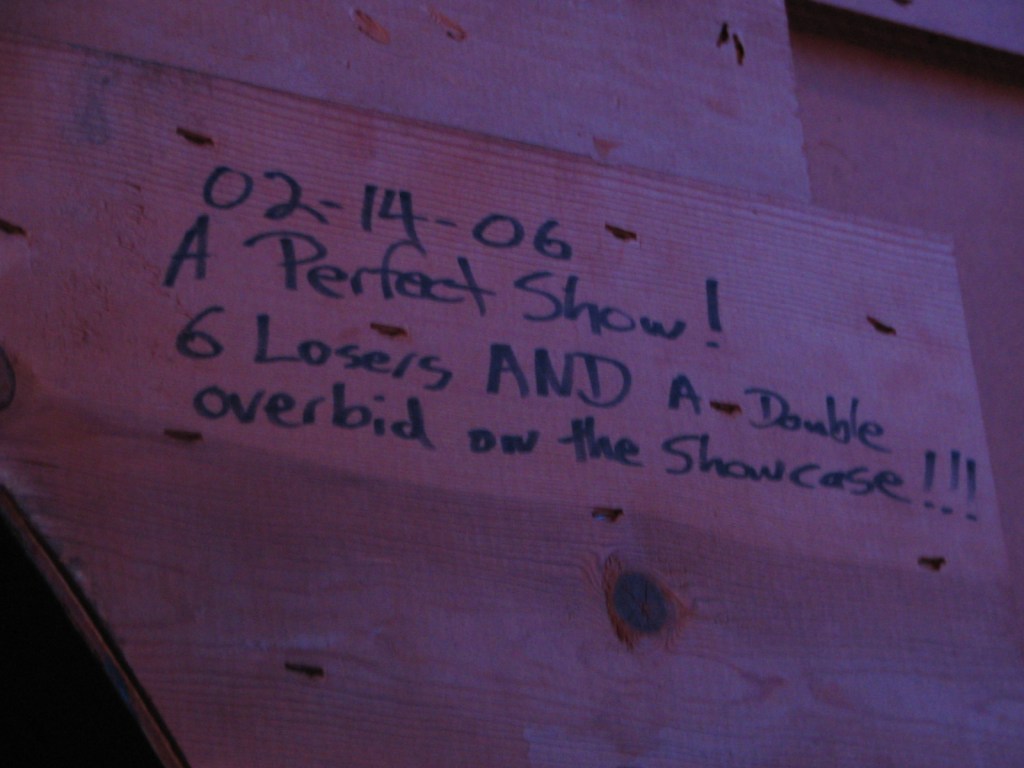 02-14-06
A Perfect Show!
6 Losers AND A Double
overbid on the Showcase!!!